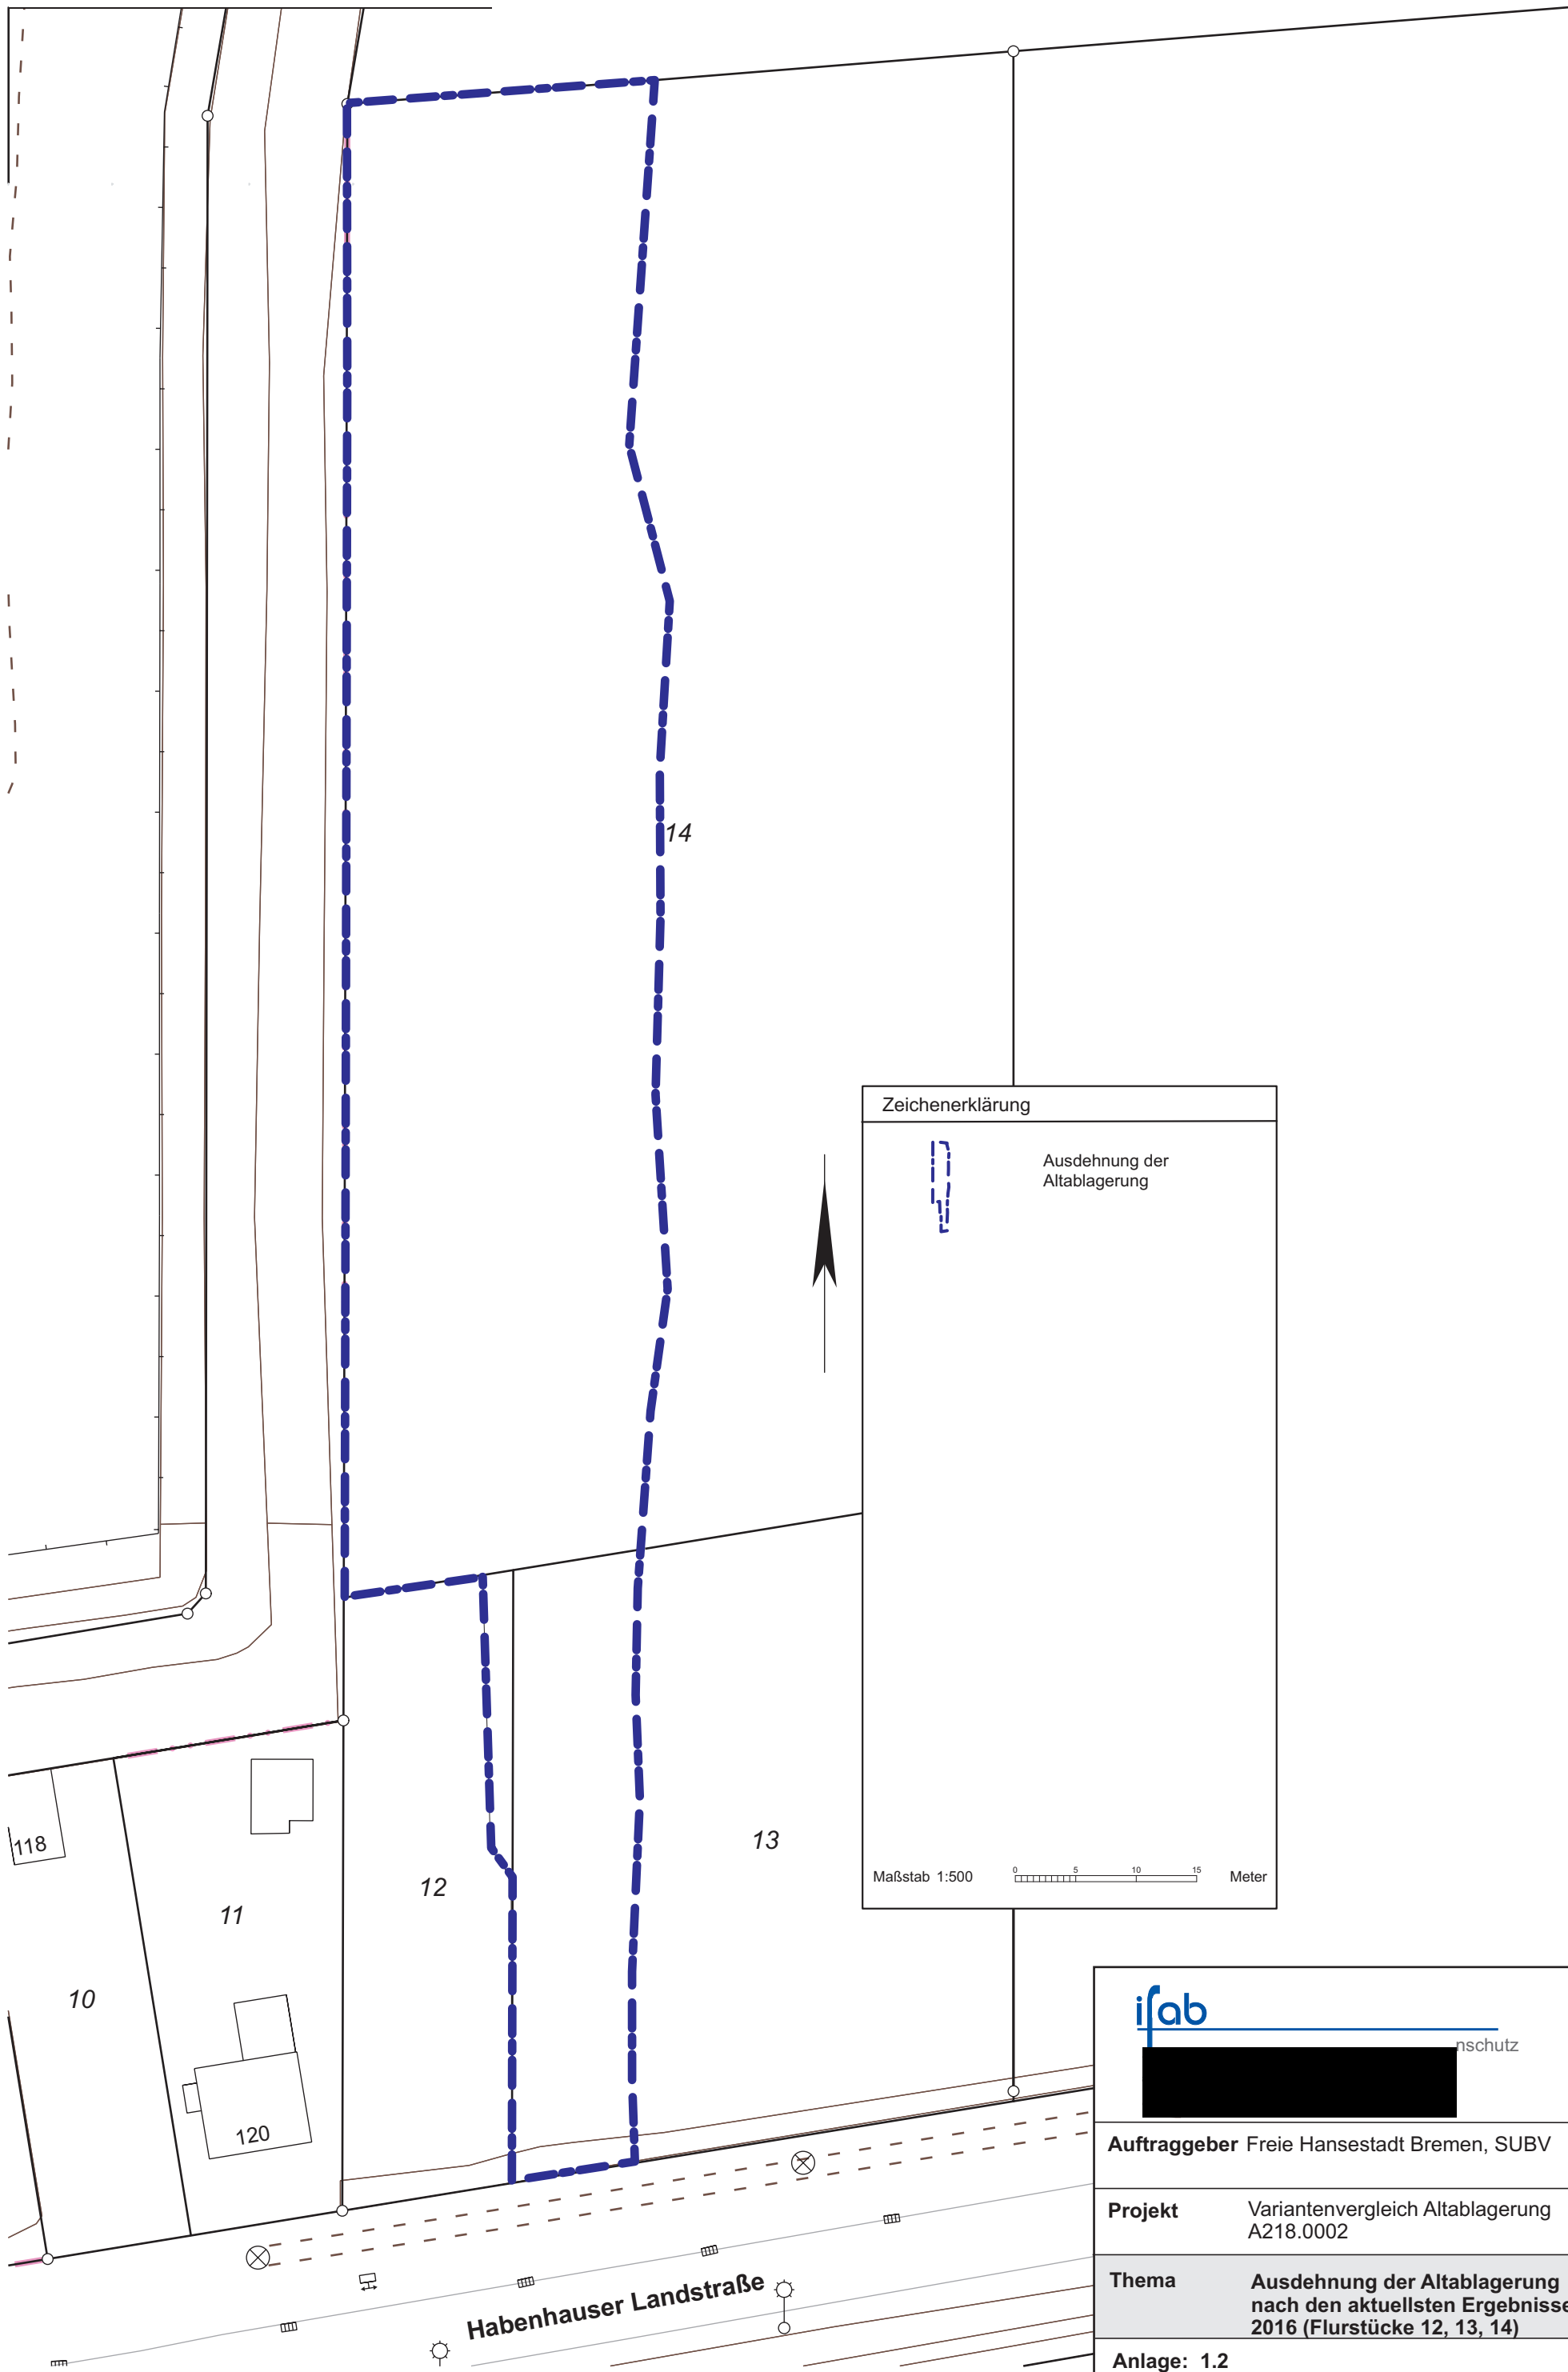 14
Zeichenerklärung
Ausdehnung der
Altablagerung
13
118
12
11
Maßstab 1:500
0 5 10 15
Meter
10
ifab
nschutz
120
Auftraggeber Freie Hansestadt Bremen, SUBV
Projekt Variantenvergleich Altablagerung
A218.0002
Thema Ausdehnung der Altablagerung
nach den aktuellsten Ergebnisse
2016 (Flurstücke 12, 13, 14)
Habenhauser Landstraße
Anlage: 1.2